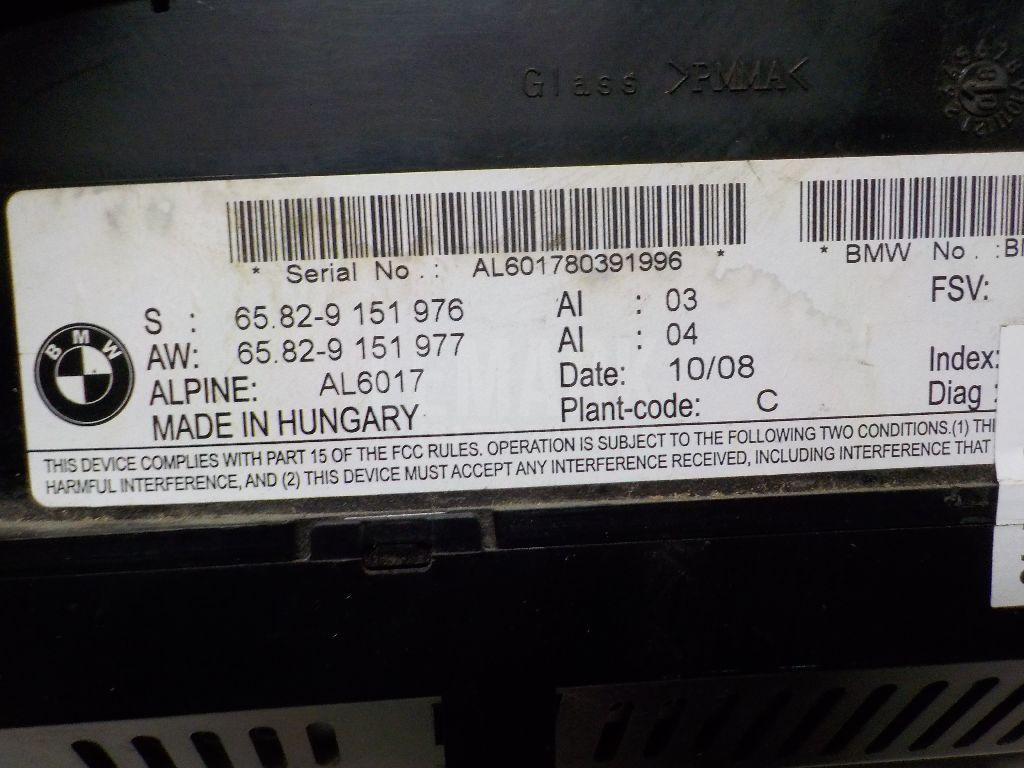 Glass >PMMA<
* Serial No.: AL601780391996 * * BMW No.:
S : 65.82-9 151 976 AI : 03 FSV:
AW: 65.82-9 151 977 AI : 04
ALPINE: AL6017 Date: 10/08 Index:
MADE IN HUNGARY Plant-code: C Diag :
BMW
THIS DEVICE COMPLIES WITH PART 15 OF THE FCC RULES. OPERATION IS SUBJECT TO THE FOLLOWING TWO CONDITIONS.(1) THI
HARMFUL INTERFERENCE, AND (2) THIS DEVICE MUST ACCEPT ANY INTERFERENCE RECEIVED, INCLUDING INTERFERENCE THAT